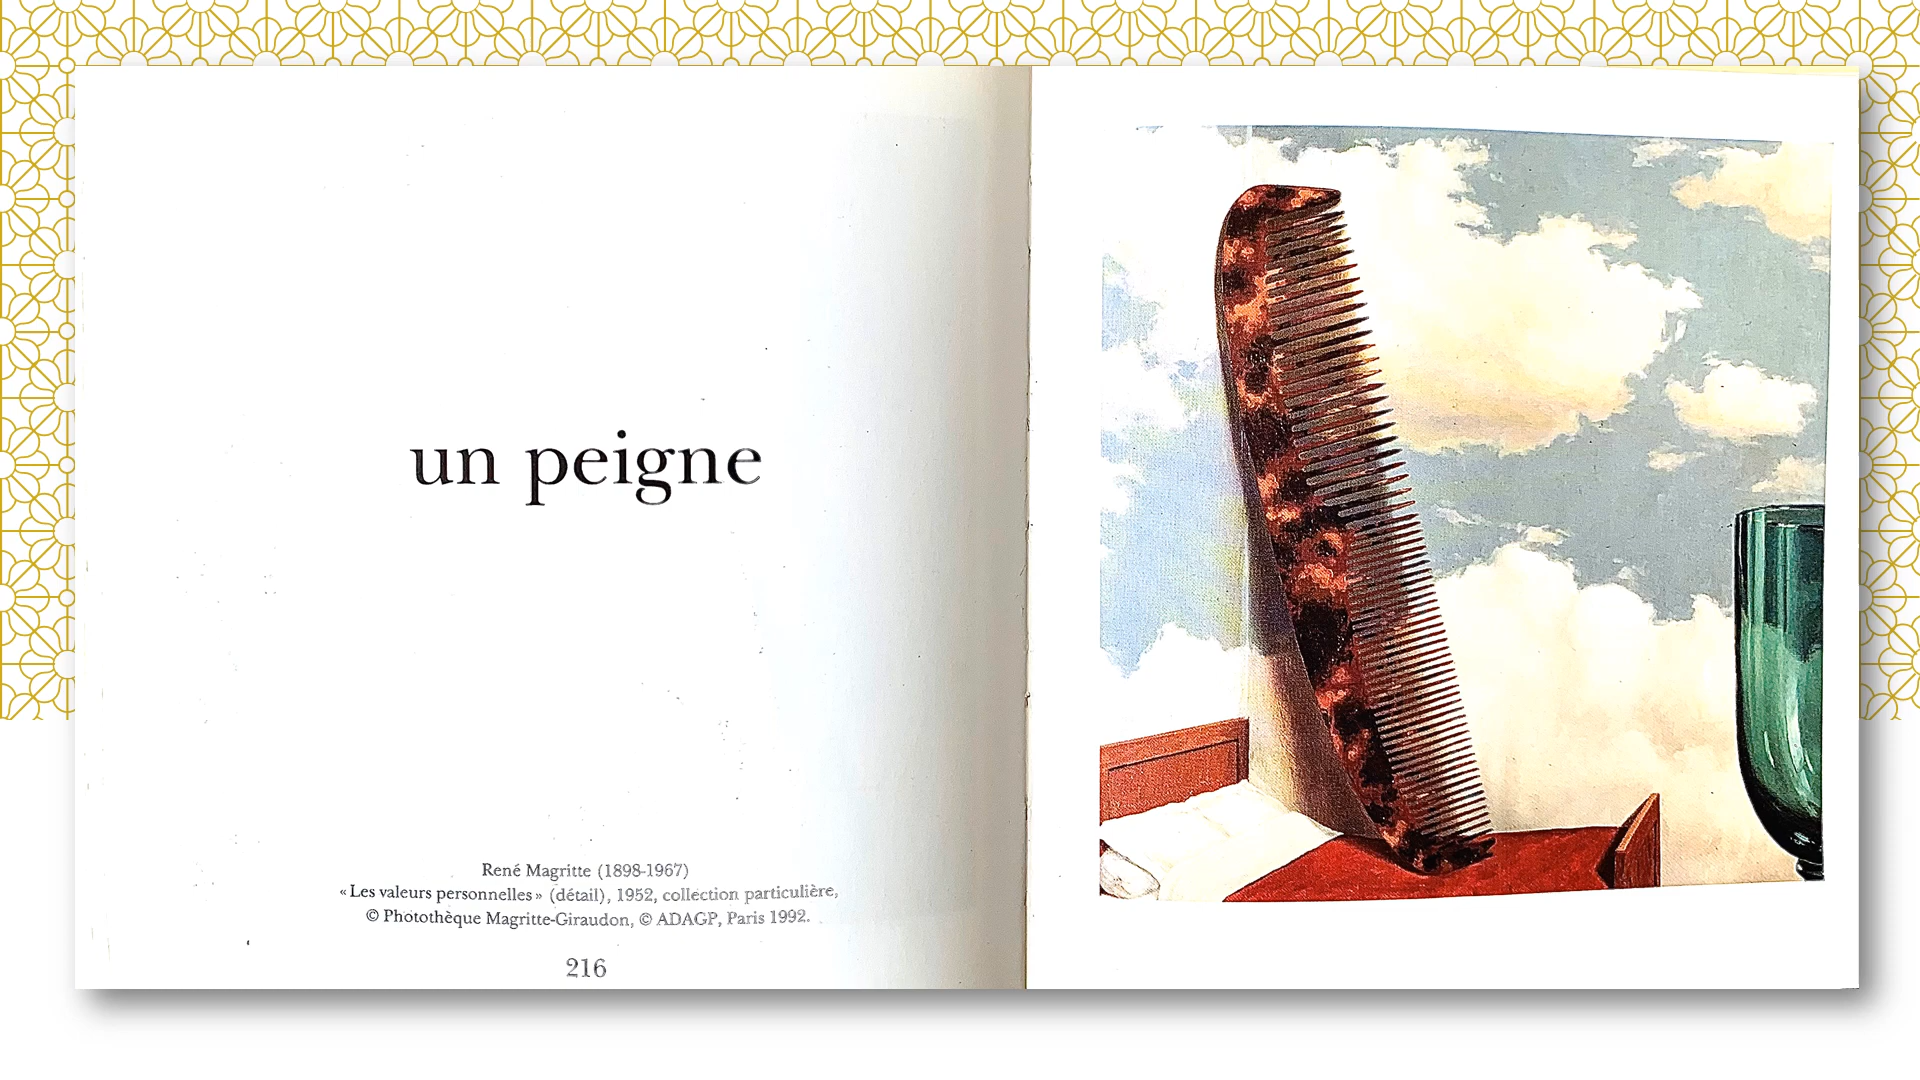 un peigne
René Magritte (1898-1967)
«Les valeurs personnelles» (détail), 1952, collection particulière,
© Photothèque Magritte-Giraudon, © ADAGP, Paris 1992.
216